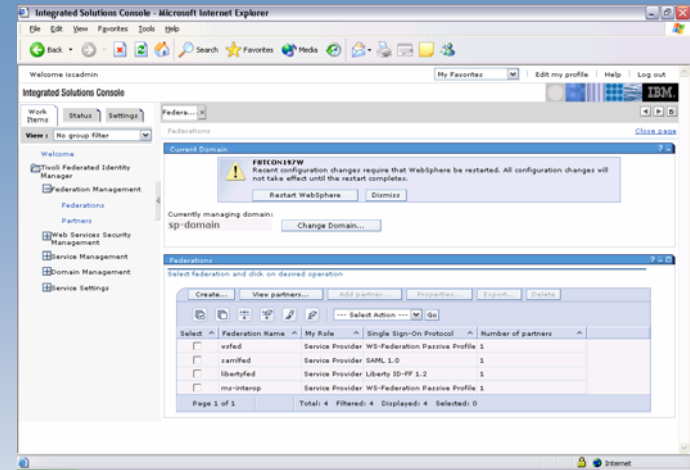 Integrated Solutions Console - Microsoft Internet Explorer
File Edit View Favorites Tools Help
Back Search Favorites Media
Welcome iscadmin My Favorites Edit my profile Help Log out
Integrated Solutions Console IBM.
Work Items Status Settings Federa...
View : No group filter Federations Close page
Welcome
Tivoli Federated Identity Manager
Federation Management
Federations
Partners
Web Services Security Management
Service Management
Domain Management
Service Settings
Current Domain
FBTCON197W
Recent configuration changes require that WebSphere be restarted. All configuration changes will
not take effect until the restart completes.
Restart WebSphere Dismiss
Currently managing domain:
sp-domain Change Domain...
Federations
Select federation and click on desired operation
Create... View partners... Add partner... Properties... Export... Delete
--- Select Action --- Go
Select Federation Name My Role Single Sign-On Protocol Number of partners
wsfed Service Provider WS-Federation Passive Profile 1
samlfed Service Provider SAML 1.0 1
libertyfed Service Provider Liberty ID-FF 1.2 1
ms-interop Service Provider WS-Federation Passive Profile 1
Page 1 of 1 Total: 4 Filtered: 4 Displayed: 4 Selected: 0
Internet